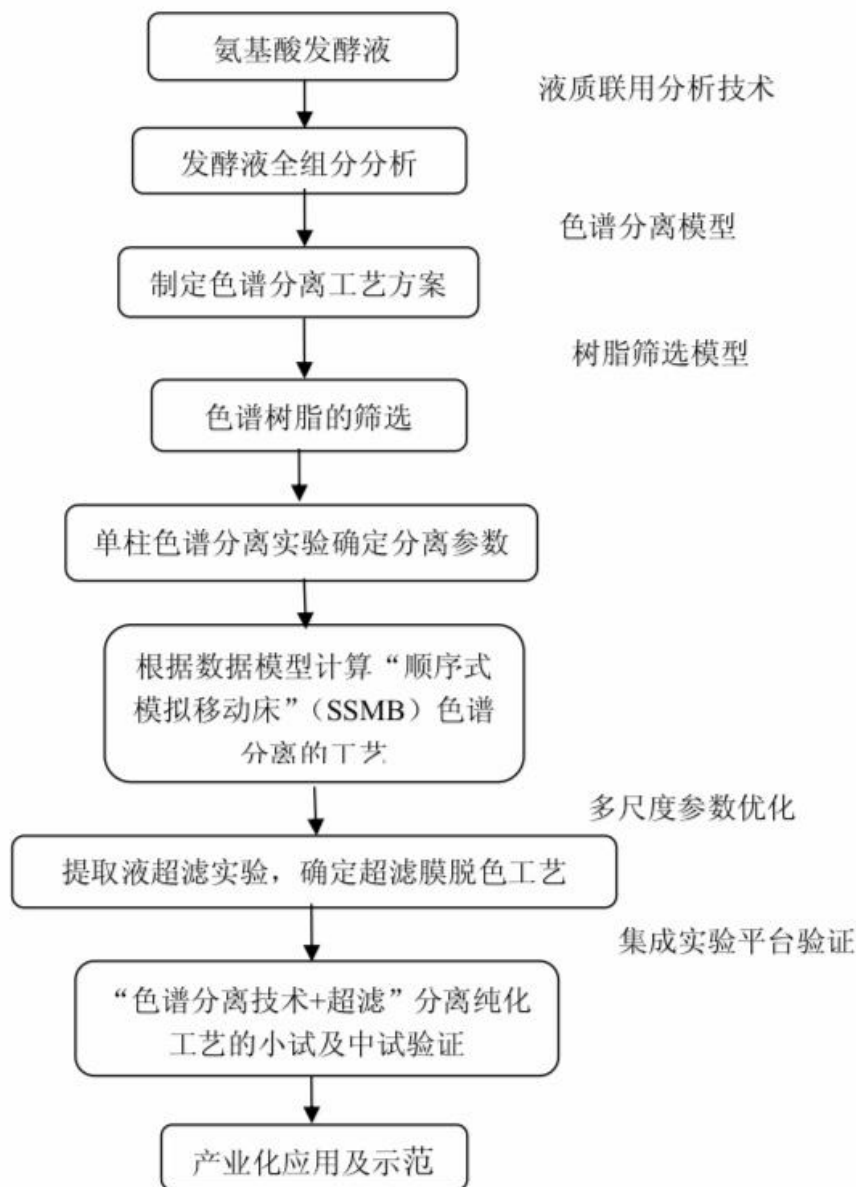 氨基酸发酵液
液质联用分析技术
发酵液全组分分析
色谱分离模型
制定色谱分离工艺方案
树脂筛选模型
色谱树脂的筛选
单柱色谱分离实验确定分离参数
根据数据模型计算“顺序式
模拟移动床”（SSMB）色谱
分离的工艺
多尺度参数优化
提取液超滤实验，确定超滤膜脱色工艺
集成实验平台验证
“色谱分离技术+超滤”分离纯化
工艺的小试及中试验证
产业化应用及示范